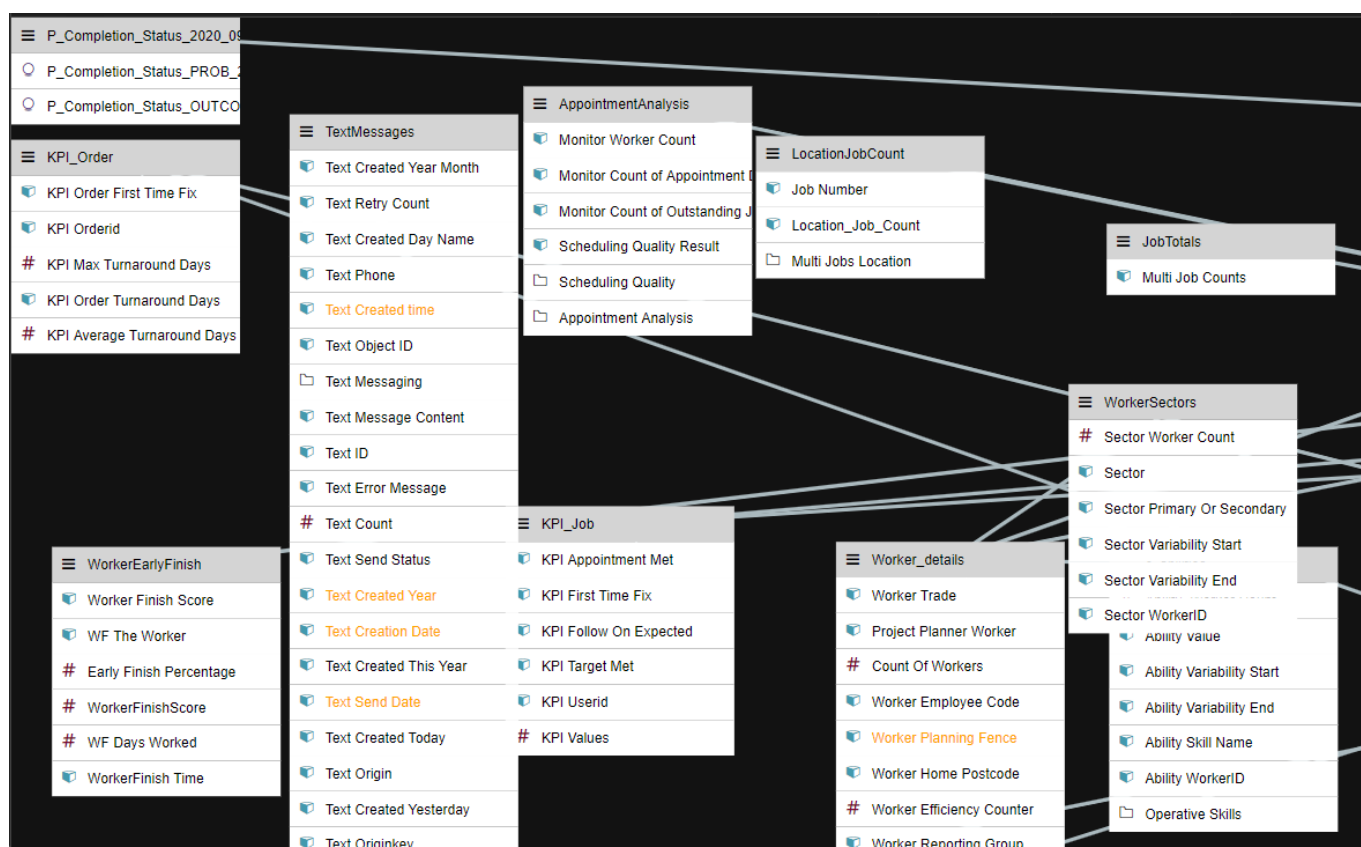 P_Completion_Status_2020_09
P_Completion_Status_PROB_2
P_Completion_Status_OUTCO
KPI_Order
KPI Order First Time Fix
KPI Orderid
# KPI Max Turnaround Days
KPI Order Turnaround Days
# KPI Average Turnaround Days
TextMessages
Text Created Year Month
Text Retry Count
Text Created Day Name
Text Phone
Text Created time
Text Object ID
Text Messaging
Text Message Content
Text ID
Text Error Message
# Text Count
Text Send Status
Text Created Year
Text Creation Date
Text Created This Year
Text Send Date
Text Created Today
Text Origin
Text Created Yesterday
Text Originkey
AppointmentAnalysis
Monitor Worker Count
Monitor Count of Appointment D
Monitor Count of Outstanding J
Scheduling Quality Result
Scheduling Quality
Appointment Analysis
LocationJobCount
Job Number
Location_Job_Count
Multi Jobs Location
JobTotals
Multi Job Counts
WorkerSectors
# Sector Worker Count
Sector
Sector Primary Or Secondary
Sector Variability Start
Sector Variability End
Sector WorkerID
WorkerEarlyFinish
Worker Finish Score
WF The Worker
# Early Finish Percentage
# WorkerFinishScore
# WF Days Worked
WorkerFinish Time
KPI_Job
KPI Appointment Met
KPI First Time Fix
KPI Follow On Expected
KPI Target Met
KPI Userid
# KPI Values
Worker_details
Worker Trade
Project Planner Worker
# Count Of Workers
Worker Employee Code
Worker Planning Fence
Worker Home Postcode
# Worker Efficiency Counter
Worker Reporting Group
Ability Value
Ability Variability Start
Ability Variability End
Ability Skill Name
Ability WorkerID
Operative Skills